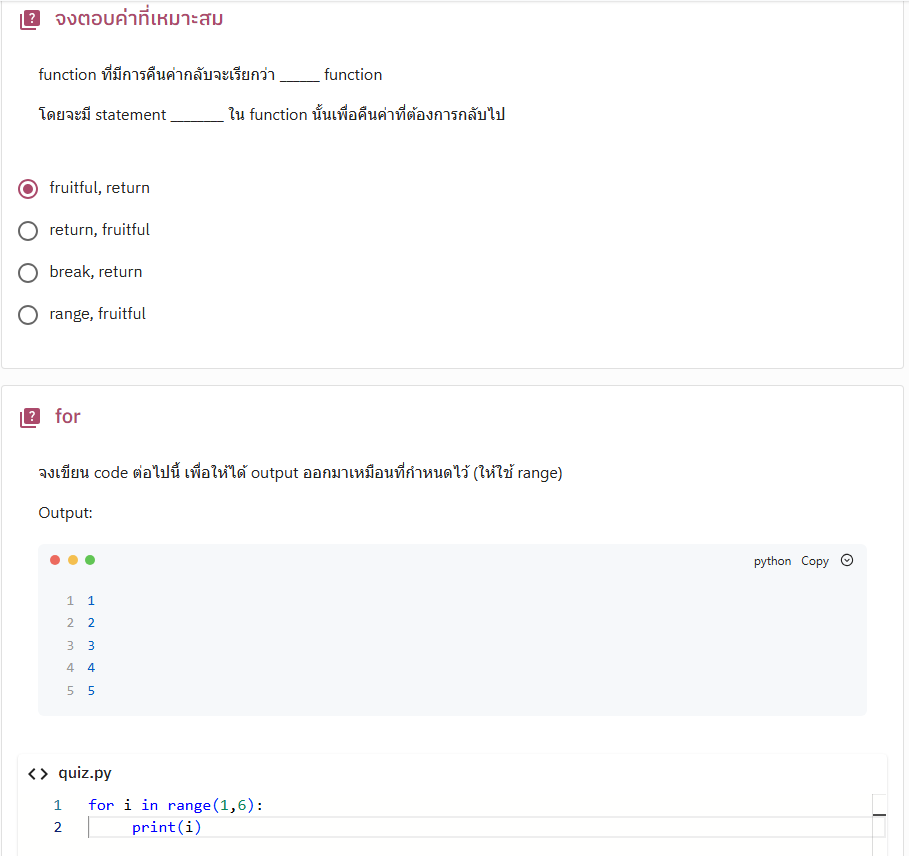 จงตอบค่าที่เหมาะสม
function ที่มีการคืนค่ากลับจะเรียกว่า _____ function
โดยจะมี statement _______ ใน function นั้นเพื่อคืนค่าที่ต้องการกลับไป
fruitful, return
return, fruitful
break, return
range, fruitful
for
จงเขียน code ต่อไปนี้ เพื่อให้ได้ output ออกมาเหมือนที่กำหนดไว้ (ให้ใช้ range)
Output:
python Copy
1 1
2 2
3 3
4 4
5 5
<> quiz.py
1 for i in range(1,6):
2 print(i)